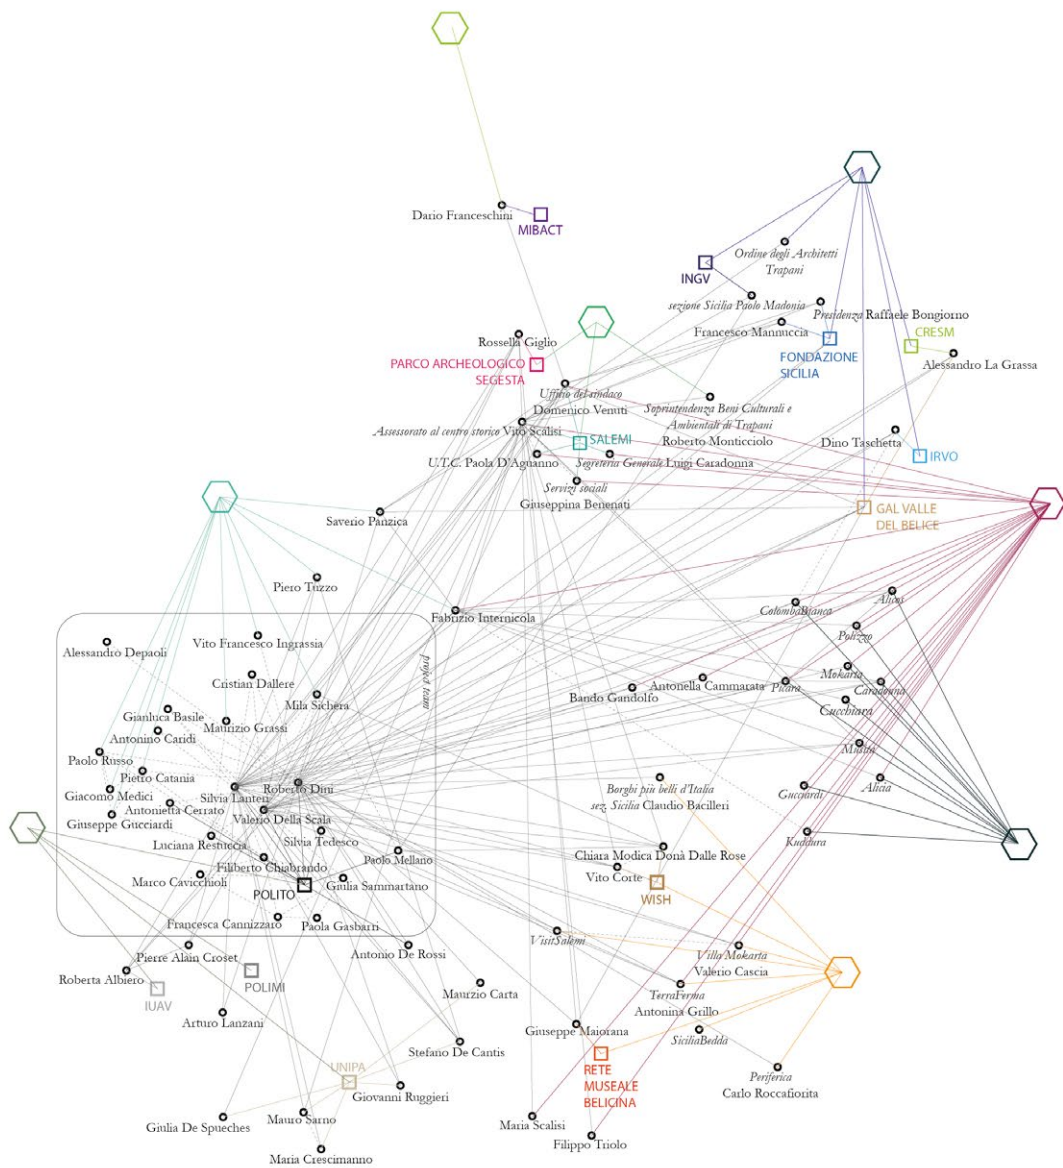 Dario Franceschini
MIBACT
Ordine degli Architetti
Trapani
INGV
sezione Sicilia Paolo Madonia
Presidenza Raffaele Bongiorno
Francesco Mannuccia
FONDAZIONE
SICILIA
CRESM
Alessandro La Grassa
Rossella Giglio
PARCO ARCHEOLOGICO
SEGESTA
Ufficio del sindaco
Domenico Venuti
Soprintendenza Beni Culturali e
Ambientali di Trapani
Roberto Monticciolo
Assessorato al centro storico Vito Scalisi
SALEMI
Dino Taschetta
IRVO
U.T.C. Paola D'Aguanno
Segreteria Generale Luigi Caradonna
Servizi sociali
Giuseppina Benenati
Saverio Panzica
GAL VALLE
DEL BELICE
Piero Tuzzo
Fabrizio Internicola
ColombaBianca
Alicos
Polizzo
Alessandro Depaoli
Vito Francesco Ingrassia
project team
Cristian Dallere
Mila Sichera
Mokarta
Antonella Cammarata
Picara
Caradonna
Bando Gandolfo
Cucchiara
Gianluca Basile
Maurizio Grassi
Antonino Caridi
Paolo Russo
Musita
Pietro Catania
Giacomo Medici
Silvia Lanteri
Roberto Dini
Borghi più belli d'Italia
sez. Sicilia Claudio Bacilleri
Gucciardi
Alicia
Antonietta Cerrato
Giuseppe Gucciardi
Valerio Della Scala
Luciana Restuccia
Silvia Tedesco
Kuddura
Filiberto Chiabrando
Paolo Mellano
Chiara Modica Donà Dalle Rose
Vito Corte
Marco Cavicchioli
POLITO
Giulia Sammartano
WISH
Francesca Cannizzaro
Paola Gasbarri
VisitSalemi
Villa Mokarta
Valerio Cascia
Pierre Alain Croset
Antonio De Rossi
Roberta Albiero
POLIMI
IUAV
Maurzio Carta
TerraFerma
Antonina Grillo
Arturo Lanzani
Giuseppe Maiorana
SiciliaBedda
Stefano De Cantis
RETE
MUSEALE
BELICINA
UNIPA
Periferica
Carlo Roccafiorita
Giovanni Ruggieri
Giulia De Spueches
Mauro Sarno
Maria Scalisi
Filippo Triolo
Maria Crescimanno